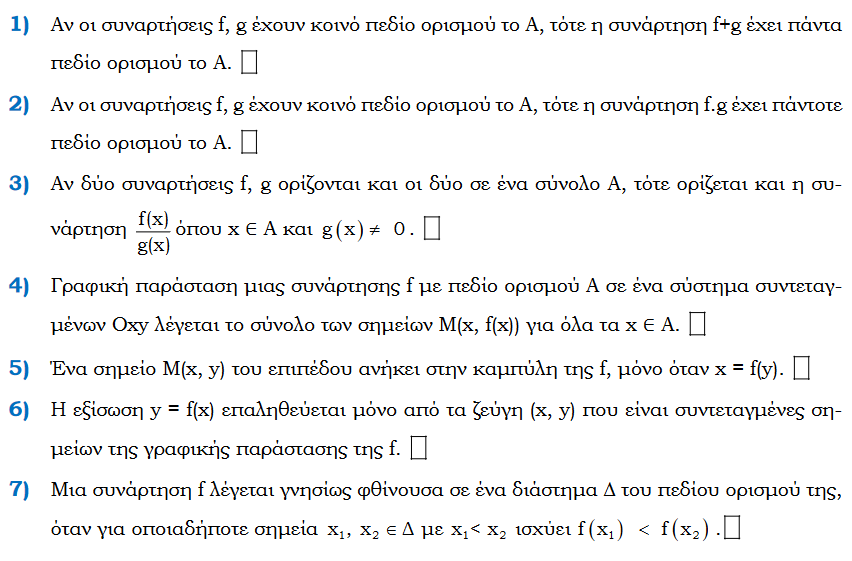 1) Αν οι συναρτήσεις f, g έχουν κοινό πεδίο ορισμού το Α, τότε η συνάρτηση f+g έχει πάντα
πεδίο ορισμού το Α. □
2) Αν οι συναρτήσεις f, g έχουν κοινό πεδίο ορισμού το Α, τότε η συνάρτηση f.g έχει πάντοτε
πεδίο ορισμού το Α. □
3) Αν δύο συναρτήσεις f, g ορίζονται και οι δύο σε ένα σύνολο Α, τότε ορίζεται και η συ-
νάρτηση f(x)/g(x) όπου x ∈ Α και g(x) ≠ 0. □
4) Γραφική παράσταση μιας συνάρτησης f με πεδίο ορισμού Α σε ένα σύστημα συντεταγ-
μένων Οxy λέγεται το σύνολο των σημείων Μ(x, f(x)) για όλα τα x ∈ Α. □
5) Ένα σημείο Μ(x, y) του επιπέδου ανήκει στην καμπύλη της f, μόνο όταν x = f(y). □
6) Η εξίσωση y = f(x) επαληθεύεται μόνο από τα ζεύγη (x, y) που είναι συντεταγμένες ση-
μείων της γραφικής παράστασης της f. □
7) Μια συνάρτηση f λέγεται γνησίως φθίνουσα σε ένα διάστημα Δ του πεδίου ορισμού της,
όταν για οποιαδήποτε σημεία x₁, x₂ ∈ Δ με x₁< x₂ ισχύει f(x₁) < f(x₂) . □